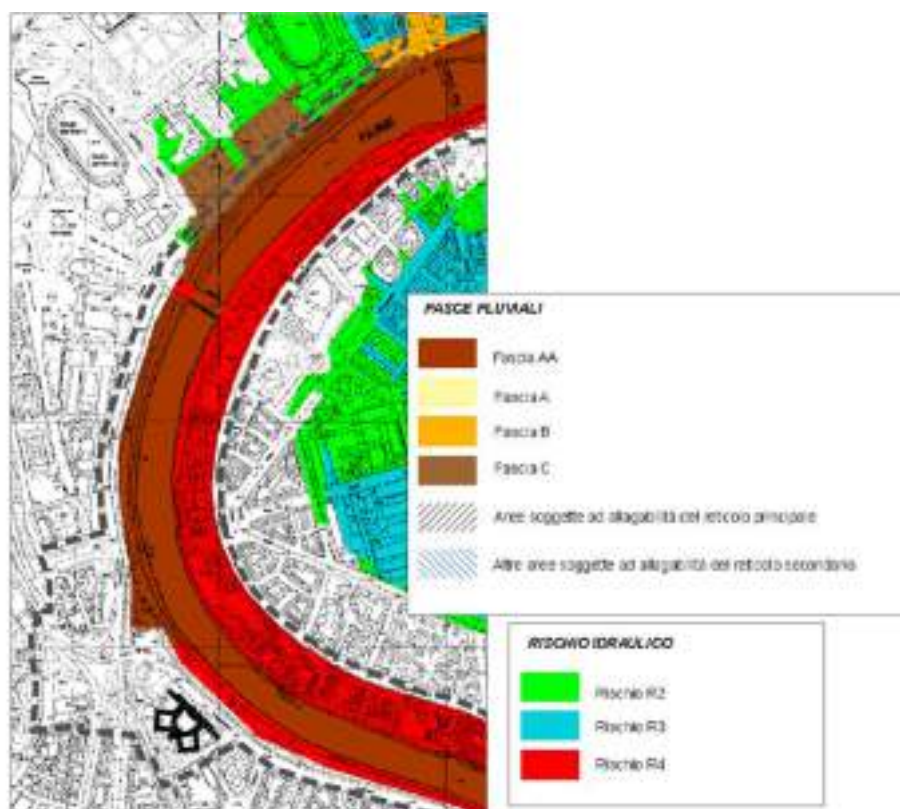 FASCE FLUVIALI
Fascia AA
Fascia A
Fascia B
Fascia C
Aree soggette ad allagabilità del reticolo principale
Altre aree soggette ad allagabilità del reticolo secondario
RISCHIO IDRAULICO
Rischio R2
Rischio R3
Rischio R4